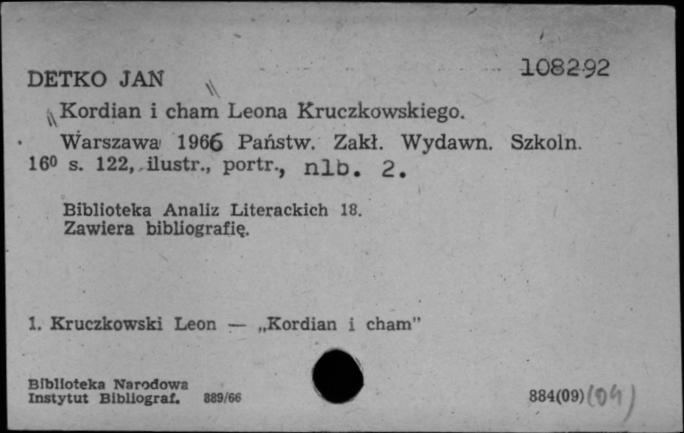 108292
DETKO JAN
"Kordian i cham" Leona Kruczkowskiego.
Warszawa 1966 Państw. Zakł. Wydawn. Szkoln.
16⁰ s. 122, ilustr., portr., nlb. 2.
Biblioteka Analiz Literackich 18.
Zawiera bibliografię.
1. Kruczkowski Leon — „Kordian i cham”
Biblioteka Narodowa
Instytut Bibliograf. 889/66 884(09)(04)